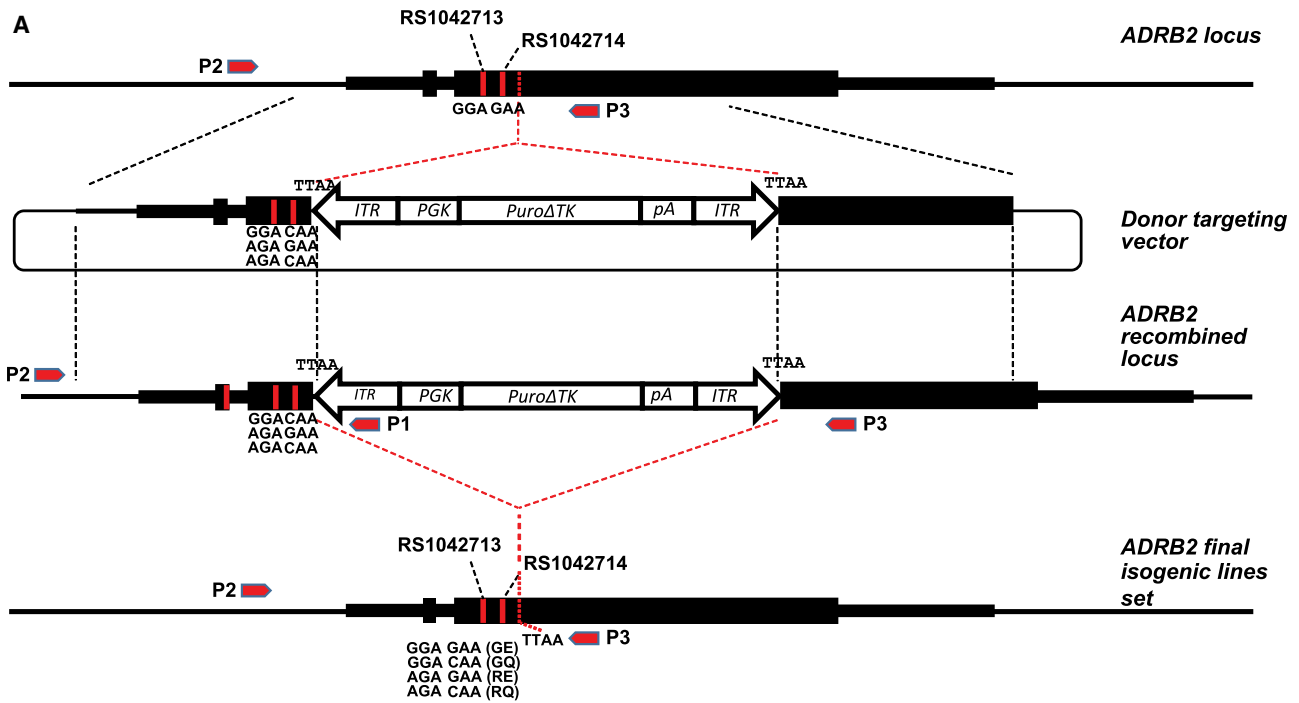 A
RS1042713
RS1042714
ADRB2 locus
P2
GGA GAA
P3
TTAA
TTAA
ITR
PGK
PuroΔTK
pA
ITR
Donor targeting
vector
GGA CAA
AGA GAA
AGA CAA
ADRB2
recombined
locus
TTAA
TTAA
P2
ITR
PGK
PuroΔTK
pA
ITR
GGA CAA
AGA GAA
AGA CAA
P1
P3
RS1042713
RS1042714
ADRB2 final
isogenic lines
set
P2
TTAA
P3
GGA GAA (GE)
GGA CAA (GQ)
AGA GAA (RE)
AGA CAA (RQ)